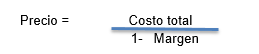 Precio = Costo total
1- Margen